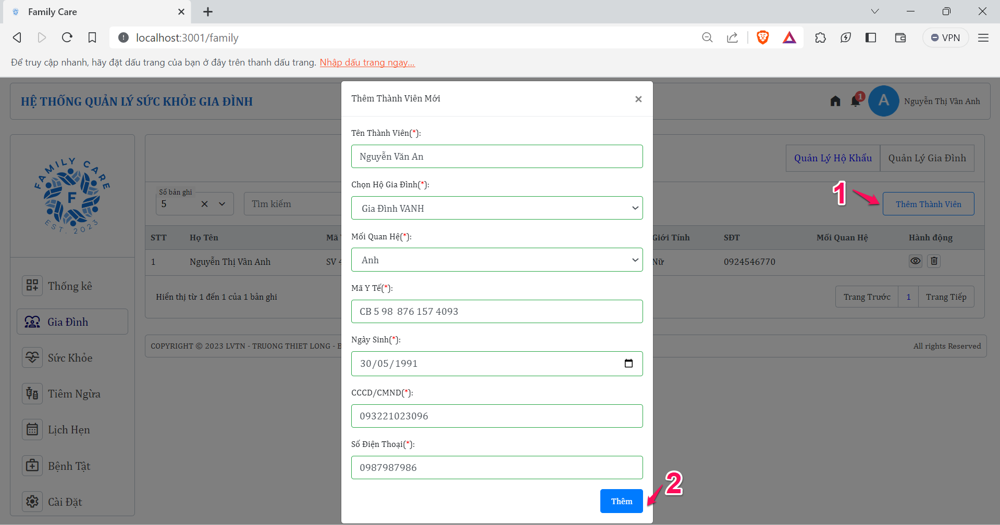 Family Care
localhost:3001/family
VPN
Để truy cập nhanh, hãy đặt dấu trang của bạn ở đây trên thanh dấu trang. Nhập dấu trang ngay...
HỆ THỐNG QUẢN LÝ SỨC KHỎE GIA ĐÌNH
1
A
Nguyễn Thị Vân Anh
FAMILY CARE
F
EST. 2023
Thống kê
Gia Đình
Sức Khỏe
Tiêm Ngừa
Lịch Hẹn
Bệnh Tật
Cài Đặt
Quản Lý Hộ Khẩu
Quản Lý Gia Đình
Số bản ghi
5
Tìm kiếm
1
Thêm Thành Viên
STT Họ Tên Mã Giới Tính SĐT Mối Quan Hệ Hành động
1 Nguyễn Thị Vân Anh SV 4 Nữ 0924546770
Hiển thị từ 1 đến 1 của 1 bản ghi
Trang Trước 1 Trang Tiếp
COPYRIGHT © 2023 LVTN - TRUONG THIET LONG - B
All rights Reserved
Thêm Thành Viên Mới
Tên Thành Viên(*):
Nguyễn Văn An
Chọn Hộ Gia Đình(*):
Gia Đình VANH
Mối Quan Hệ(*):
Anh
Mã Y Tế(*):
CB 5 98 876 157 4093
Ngày Sinh(*):
30/05/1991
CCCD/CMND(*):
093221023096
Số Điện Thoại(*):
0987987986
Thêm
2